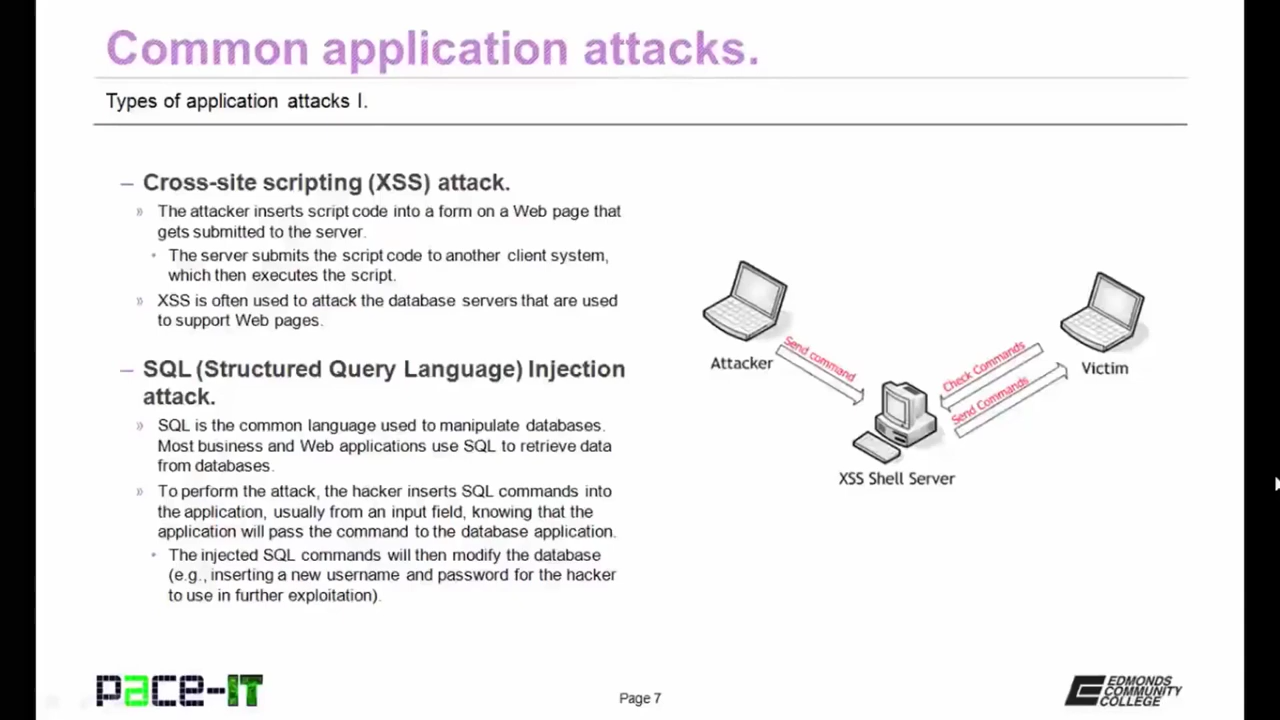 Common application attacks.
Types of application attacks I.
– Cross-site scripting (XSS) attack.
» The attacker inserts script code into a form on a Web page that
gets submitted to the server.
• The server submits the script code to another client system,
which then executes the script.
» XSS is often used to attack the database servers that are used
to support Web pages.
– SQL (Structured Query Language) Injection
attack.
» SQL is the common language used to manipulate databases.
Most business and Web applications use SQL to retrieve data
from databases.
» To perform the attack, the hacker inserts SQL commands into
the application, usually from an input field, knowing that the
application will pass the command to the database application.
• The injected SQL commands will then modify the database
(e.g., inserting a new username and password for the hacker
to use in further exploitation).
Attacker
Send command
Check Commands
Send Commands
Victim
XSS Shell Server
pace-IT
Page 7
EDMONDS
COMMUNITY
COLLEGE